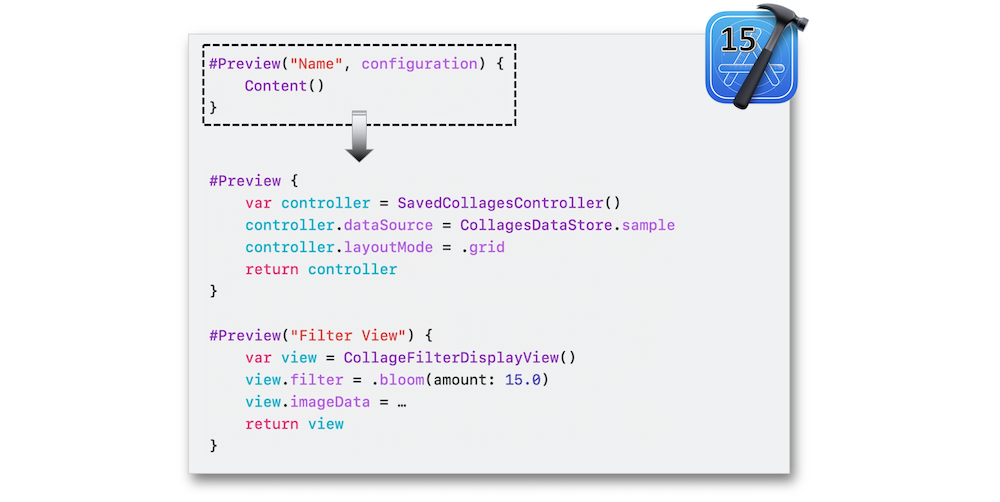 15
#Preview("Name", configuration) {
    Content()
}
#Preview {
    var controller = SavedCollagesController()
    controller.dataSource = CollagesDataStore.sample
    controller.layoutMode = .grid
    return controller
}
#Preview("Filter View") {
    var view = CollageFilterDisplayView()
    view.filter = .bloom(amount: 15.0)
    view.imageData = …
    return view
}